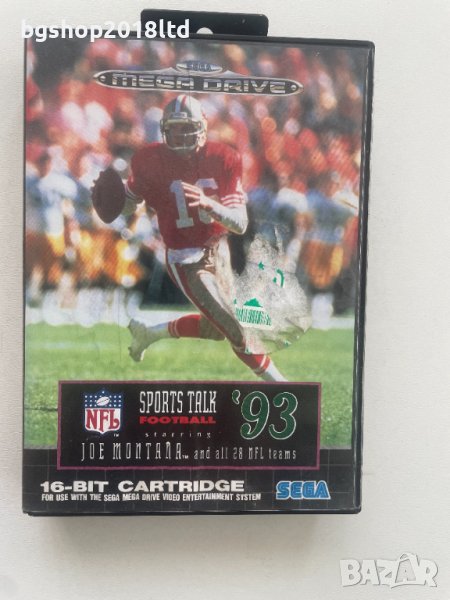 bgshop2018ltd
SEGA
MEGA DRIVE
16
NFL
SPORTS TALK
FOOTBALL
'93
starring
JOE MONTANA™ and all 28 NFL teams
16-BIT CARTRIDGE
FOR USE WITH THE SEGA MEGA DRIVE VIDEO ENTERTAINMENT SYSTEM
SEGA
BAZAR